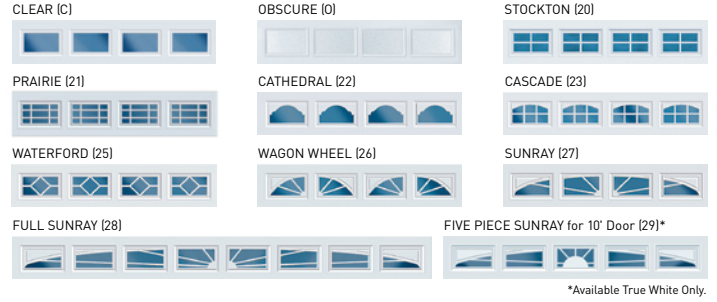 CLEAR (C)
OBSCURE (O)
STOCKTON (20)
PRAIRIE (21)
CATHEDRAL (22)
CASCADE (23)
WATERFORD (25)
WAGON WHEEL (26)
SUNRAY (27)
FULL SUNRAY (28)
FIVE PIECE SUNRAY for 10' Door (29)*
*Available True White Only.